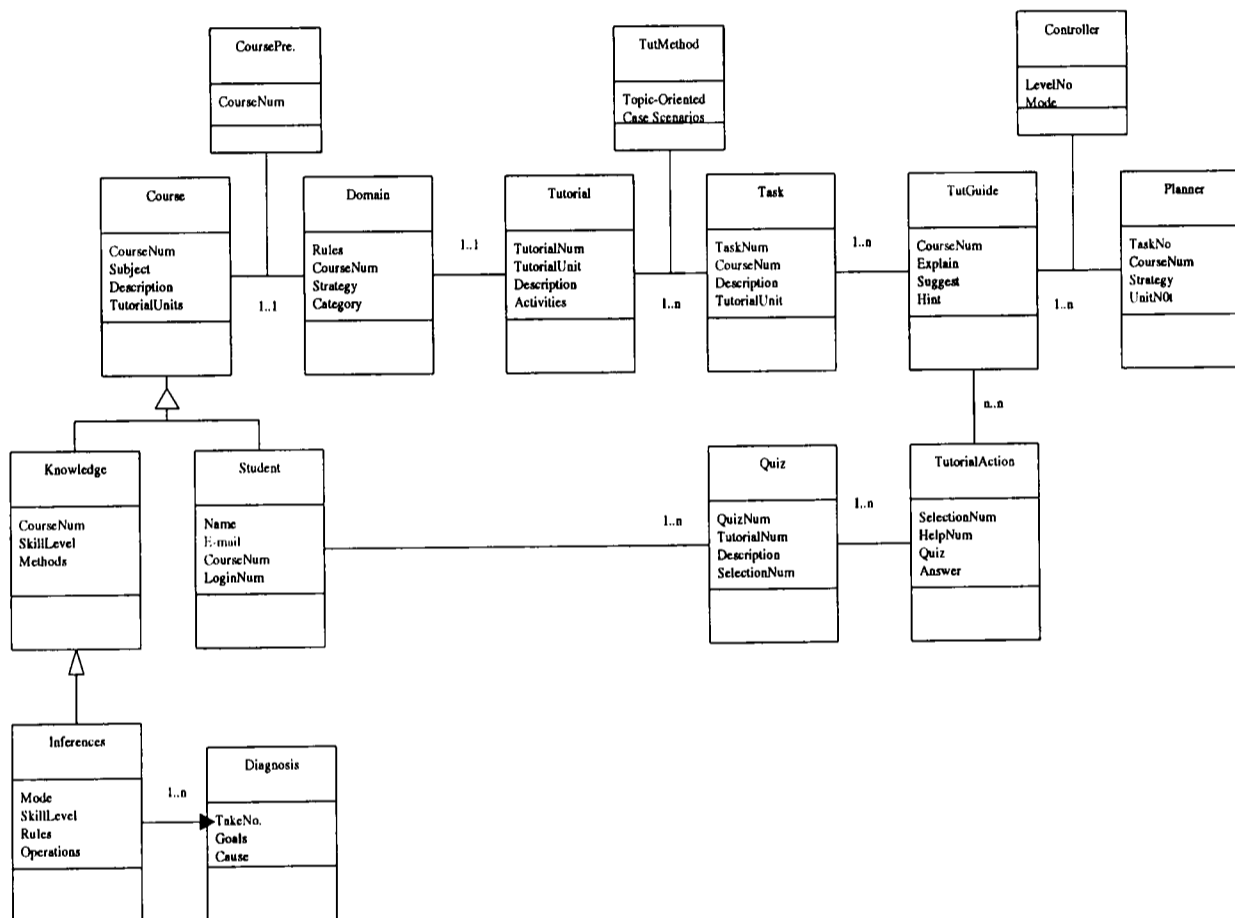 CoursePre.
CourseNum
TutMethod
Topic-Oriented
Case Scenarios
Controller
LevelNo
Mode
Course
CourseNum
Subject
Description
TutorialUnits
1..1
Domain
Rules
CourseNum
Strategy
Category
1..1
Tutorial
TutorialNum
TutorialUnit
Description
Activities
1..n
Task
TaskNum
CourseNum
Description
TutorialUnit
1..n
TutGuide
CourseNum
Explain
Suggest
Hint
1..n
Planner
TaskNo
CourseNum
Strategy
UnitN0t
n..n
Knowledge
CourseNum
SkillLevel
Methods
Student
Name
E-mail
CourseNum
LoginNum
1..n
Quiz
QuizNum
TutorialNum
Description
SelectionNum
1..n
TutorialAction
SelectionNum
HelpNum
Quiz
Answer
Inferences
Mode
SkillLevel
Rules
Operations
1..n
Diagnosis
TakeNo.
Goals
Cause